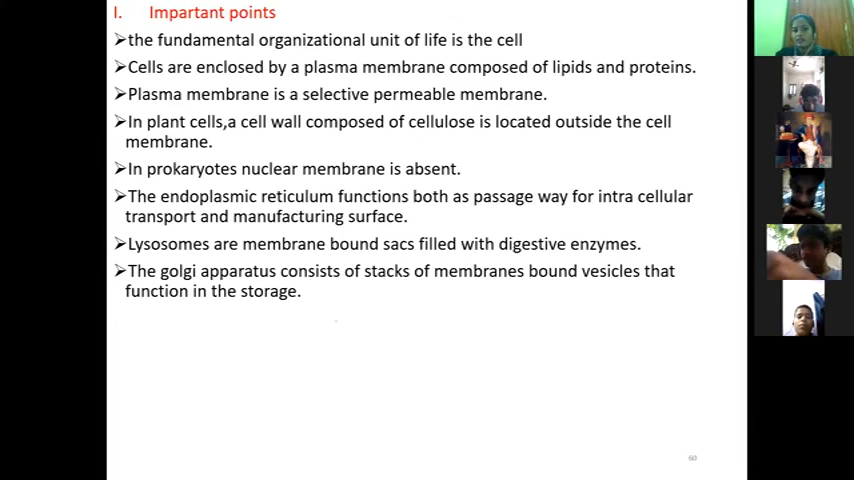 I. Impartant points
➢the fundamental organizational unit of life is the cell
➢Cells are enclosed by a plasma membrane composed of lipids and proteins.
➢Plasma membrane is a selective permeable membrane.
➢In plant cells,a cell wall composed of cellulose is located outside the cell
membrane.
➢In prokaryotes nuclear membrane is absent.
➢The endoplasmic reticulum functions both as passage way for intra cellular
transport and manufacturing surface.
➢Lysosomes are membrane bound sacs filled with digestive enzymes.
➢The golgi apparatus consists of stacks of membranes bound vesicles that
function in the storage.
60